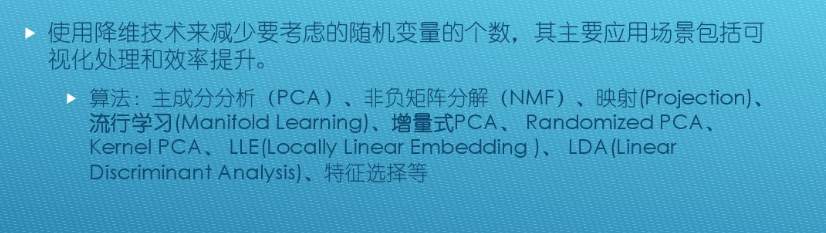 使用降维技术来减少要考虑的随机变量的个数，其主要应用场景包括可
视化处理和效率提升。
算法：主成分分析（PCA）、非负矩阵分解（NMF）、映射(Projection)、
流行学习(Manifold Learning)、增量式PCA、 Randomized PCA、
Kernel PCA、 LLE(Locally Linear Embedding )、 LDA(Linear
Discriminant Analysis)、特征选择等